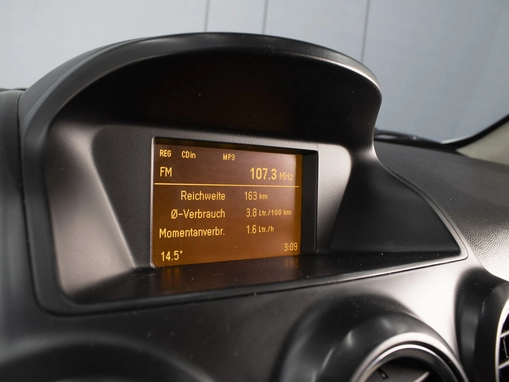 REG CDin MP3
FM 107.3 MHz
Reichweite 163 km
Ø-Verbrauch 3.8 Ltr/100 km
Momentanverbr. 1.6 Ltr/h
14.5° 3:09